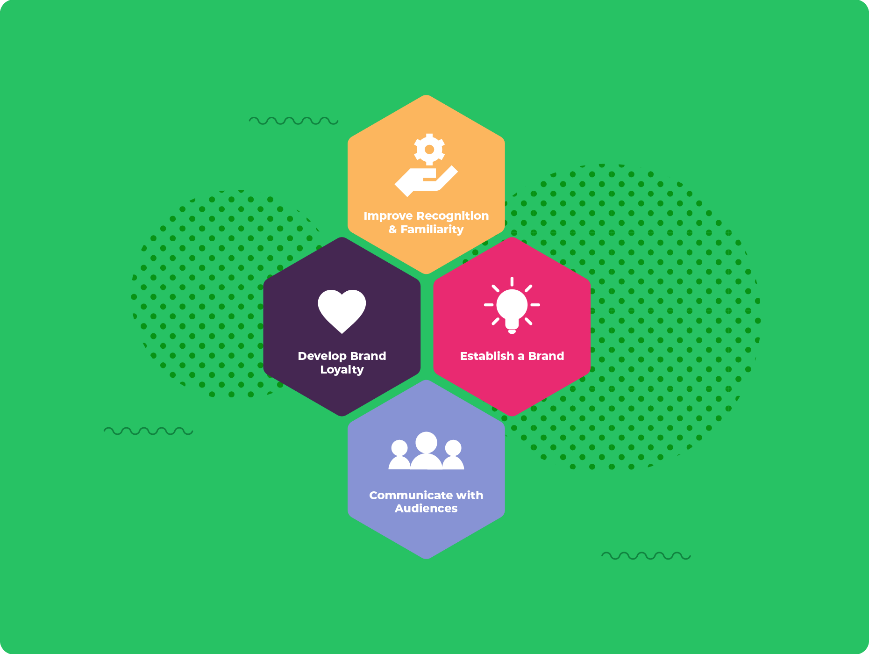 Improve Recognition
& Familiarity
Develop Brand
Loyalty
Establish a Brand
Communicate with
Audiences